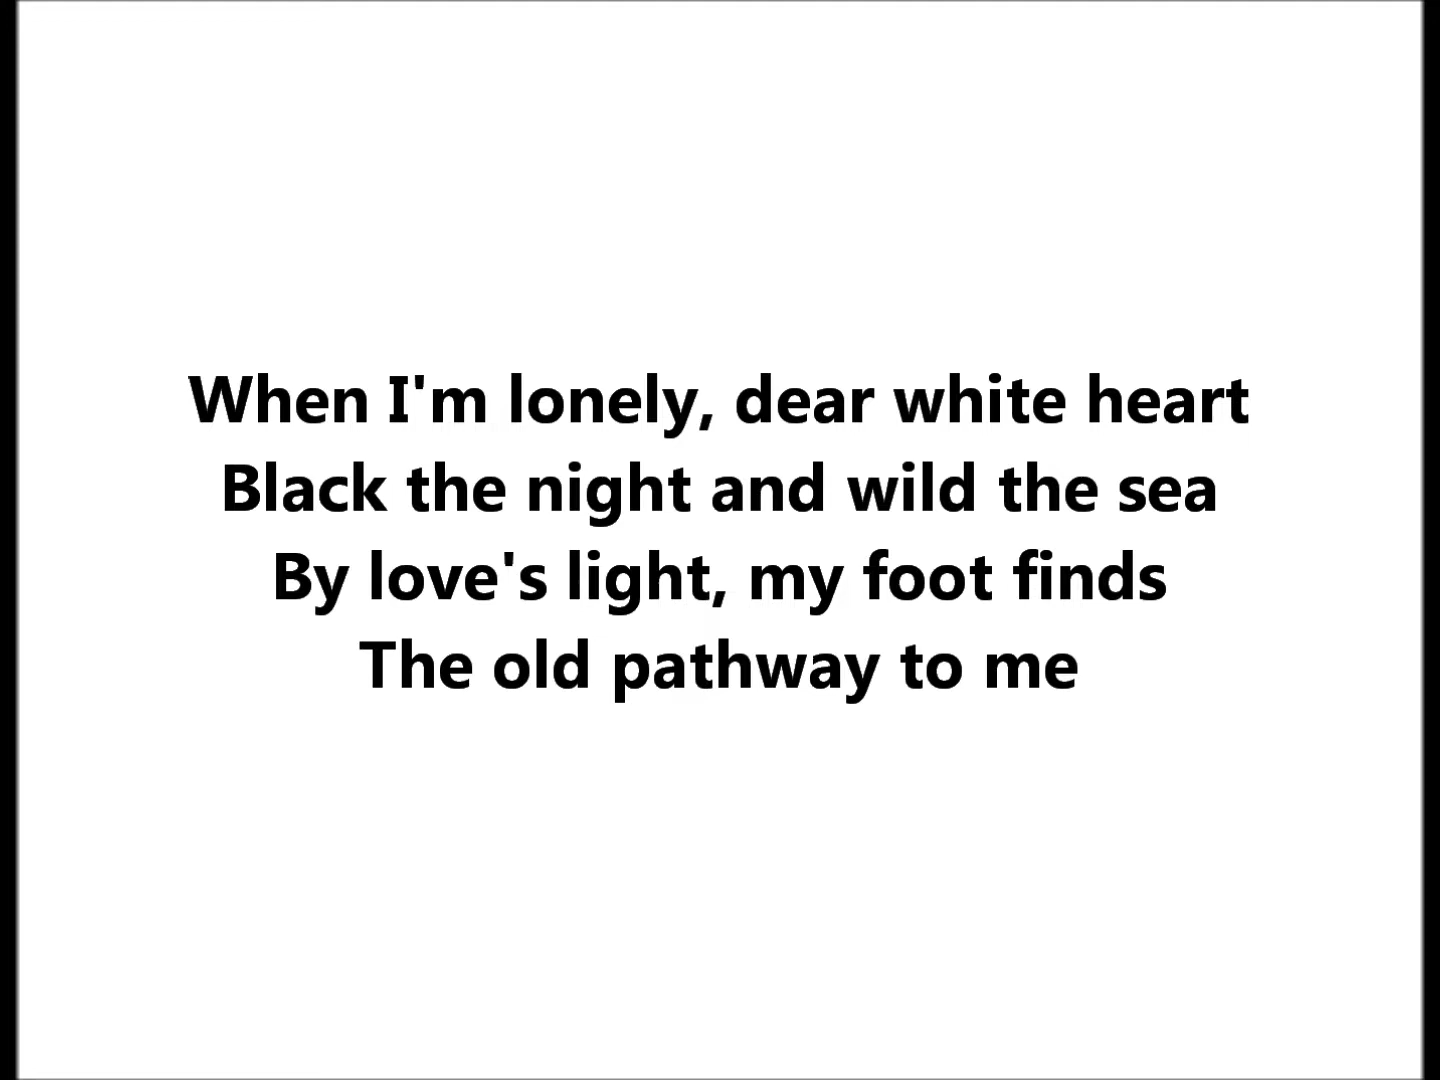 When I'm lonely, dear white heart
Black the night and wild the sea
By love's light, my foot finds
The old pathway to me